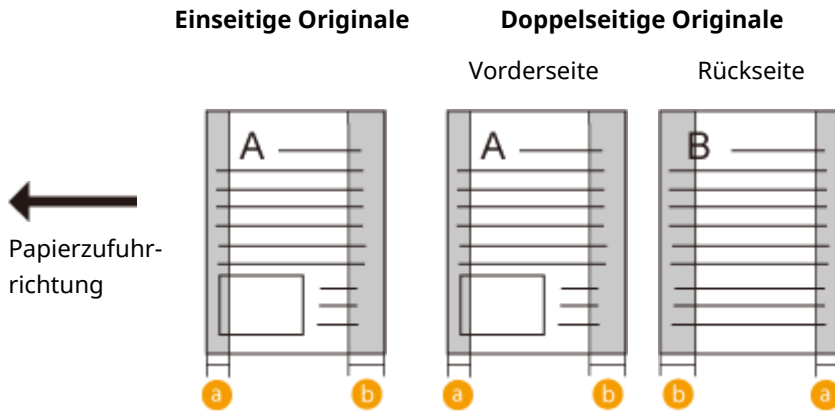 Einseitige Originale
Doppelseitige Originale
Vorderseite
Rückseite
A
A
B
Papierzufuhr-
richtung
a
b
a
b
b
a